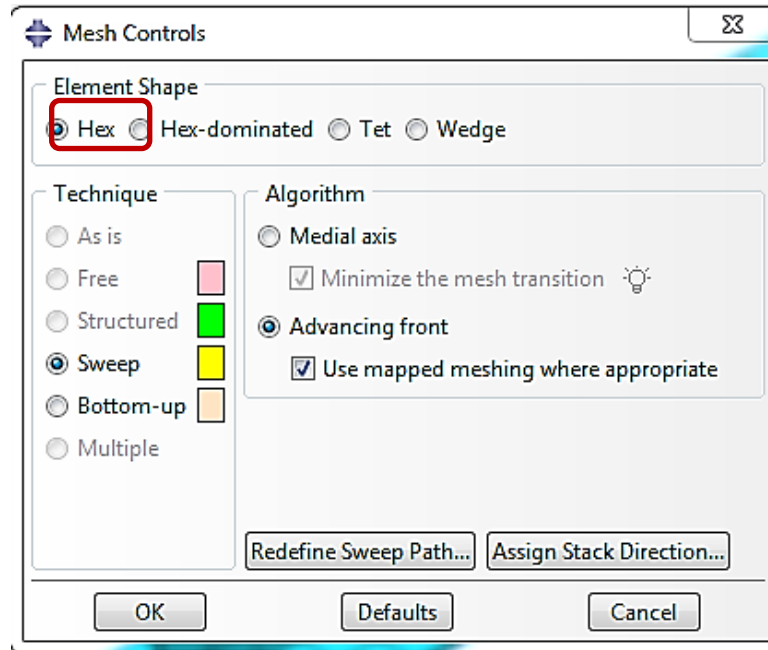 Mesh Controls
Element Shape
Hex Hex-dominated Tet Wedge
Technique
As is
Free
Structured
Sweep
Bottom-up
Multiple
Algorithm
Medial axis
Minimize the mesh transition
Advancing front
Use mapped meshing where appropriate
Redefine Sweep Path... Assign Stack Direction...
OK Defaults Cancel